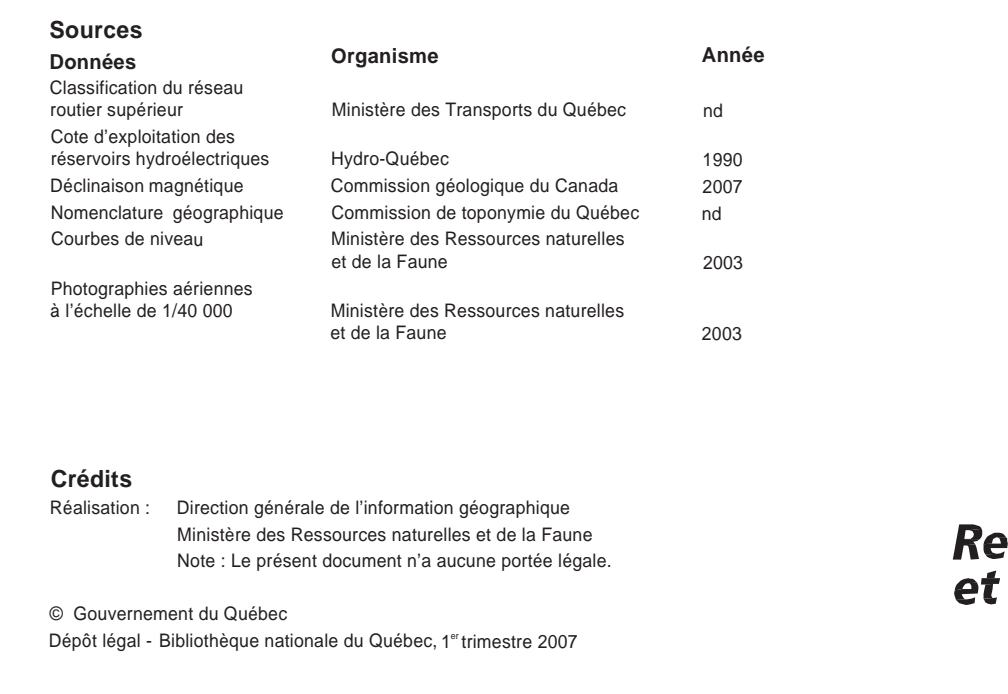 Sources
Données Organisme Année
Classification du réseau
routier supérieur Ministère des Transports du Québec nd
Cote d’exploitation des
réservoirs hydroélectriques Hydro-Québec 1990
Déclinaison magnétique Commission géologique du Canada 2007
Nomenclature géographique Commission de toponymie du Québec nd
Courbes de niveau Ministère des Ressources naturelles
et de la Faune 2003
Photographies aériennes
à l’échelle de 1/40 000 Ministère des Ressources naturelles
et de la Faune 2003
Crédits
Réalisation : Direction générale de l’information géographique
Ministère des Ressources naturelles et de la Faune
Note : Le présent document n’a aucune portée légale.
Re
et
© Gouvernement du Québec
Dépôt légal - Bibliothèque nationale du Québec, 1er trimestre 2007